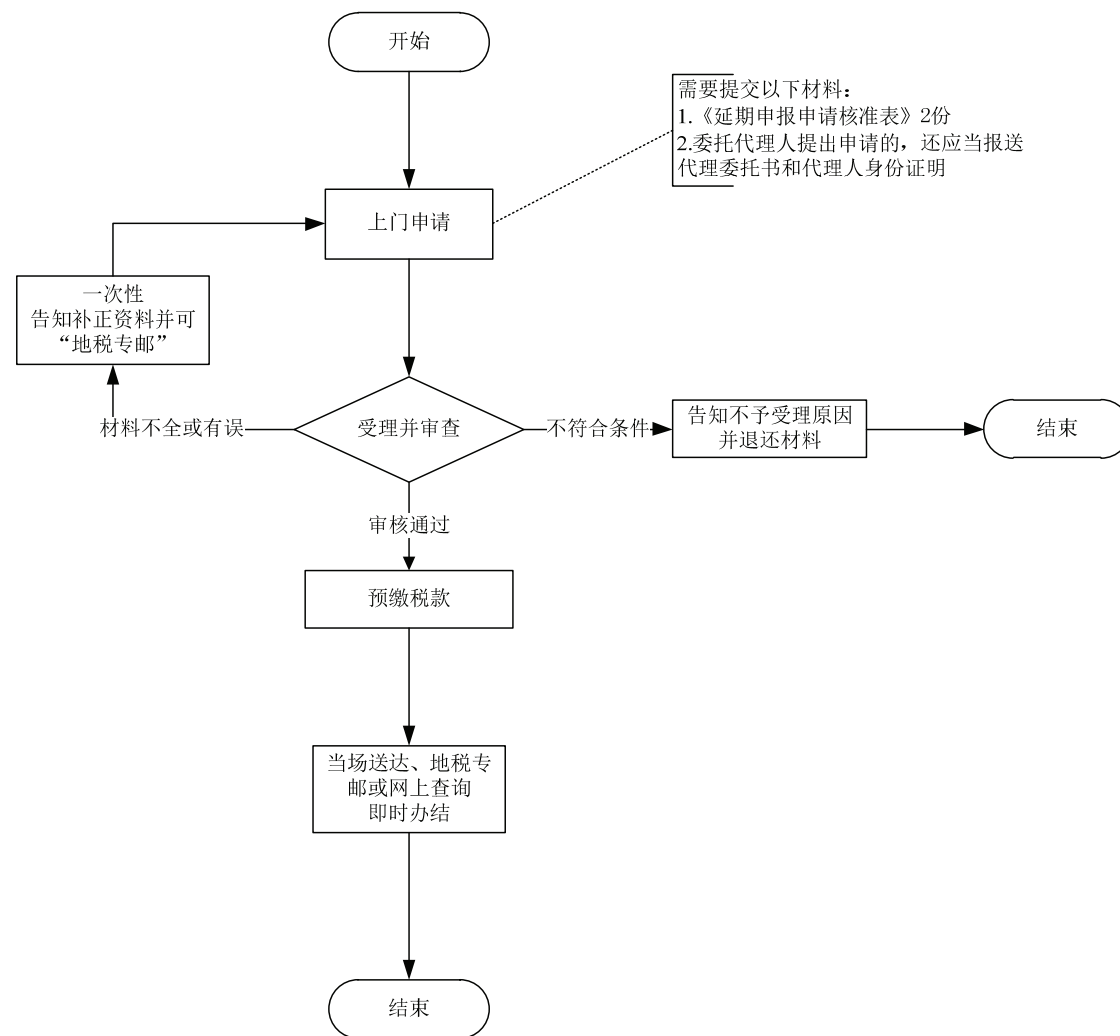 开始
需要提交以下材料：
1.《延期申报申请核准表》2份
2.委托代理人提出申请的，还应当报送
代理委托书和代理人身份证明
上门申请
一次性
告知补正资料并可
“地税专邮”
材料不全或有误
受理并审查
不符合条件
告知不予受理原因
并退还材料
结束
审核通过
预缴税款
当场送达、地税专
邮或网上查询
即时办结
结束